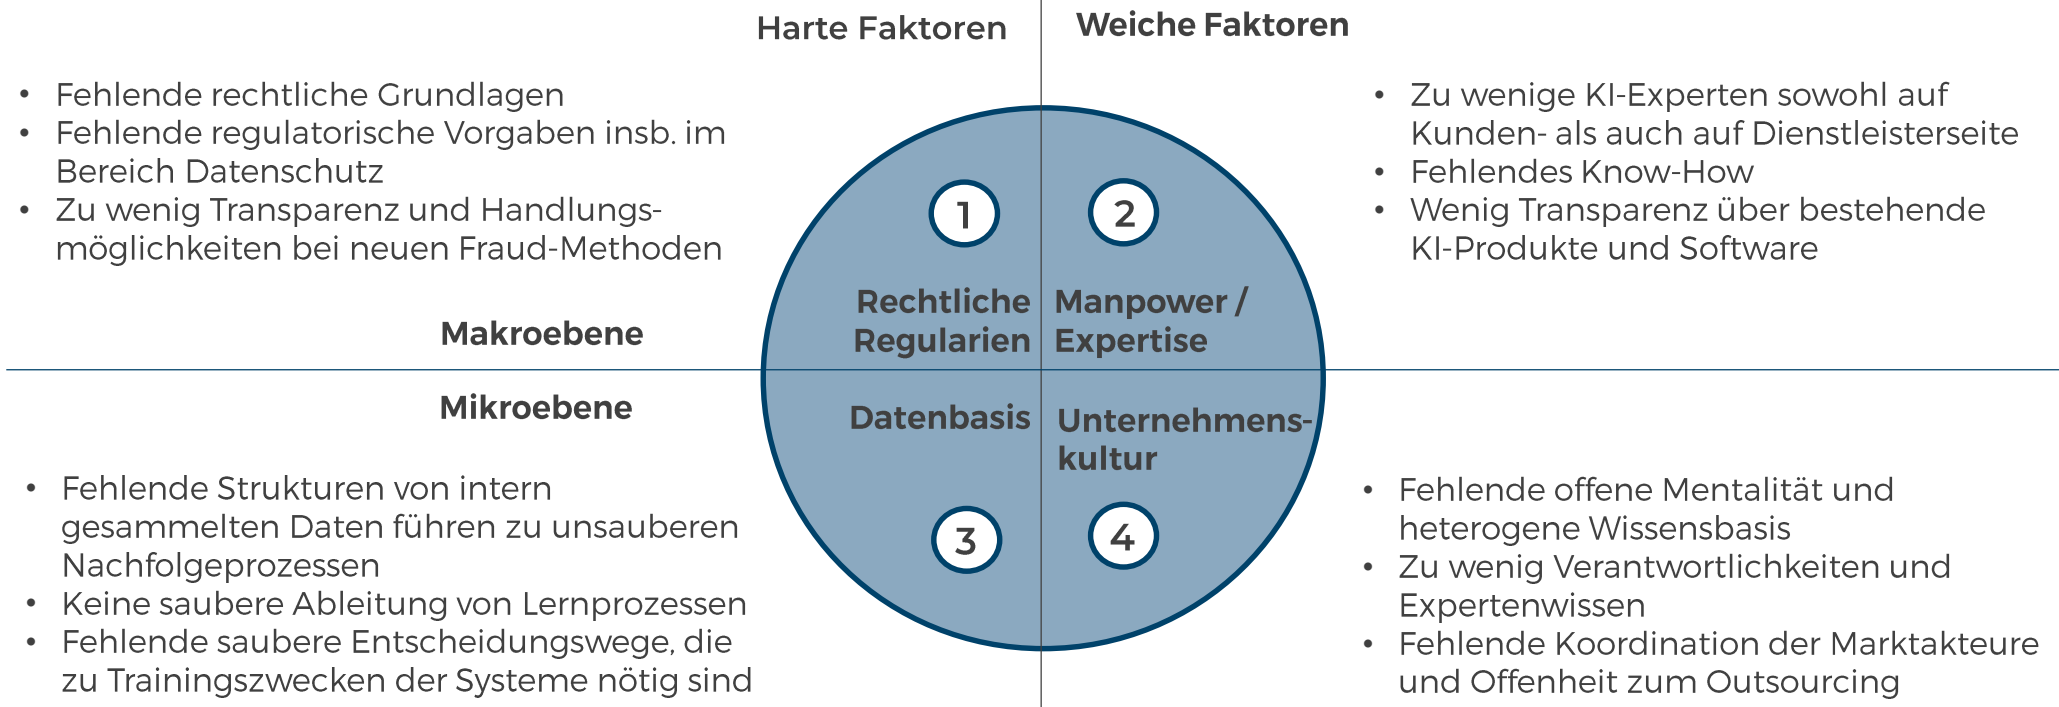 Harte Faktoren
Weiche Faktoren
• Fehlende rechtliche Grundlagen
• Fehlende regulatorische Vorgaben insb. im
Bereich Datenschutz
• Zu wenig Transparenz und Handlungs-
möglichkeiten bei neuen Fraud-Methoden
• Zu wenige KI-Experten sowohl auf
Kunden- als auch auf Dienstleisterseite
• Fehlendes Know-How
• Wenig Transparenz über bestehende
KI-Produkte und Software
1
2
Rechtliche
Regularien
Manpower /
Expertise
Makroebene
Mikroebene
Datenbasis
Unternehmens-
kultur
3
4
• Fehlende Strukturen von intern
gesammelten Daten führen zu unsauberen
Nachfolgeprozessen
• Keine saubere Ableitung von Lernprozessen
• Fehlende saubere Entscheidungswege, die
zu Trainingszwecken der Systeme nötig sind
• Fehlende offene Mentalität und
heterogene Wissensbasis
• Zu wenig Verantwortlichkeiten und
Expertenwissen
• Fehlende Koordination der Marktakteure
und Offenheit zum Outsourcing